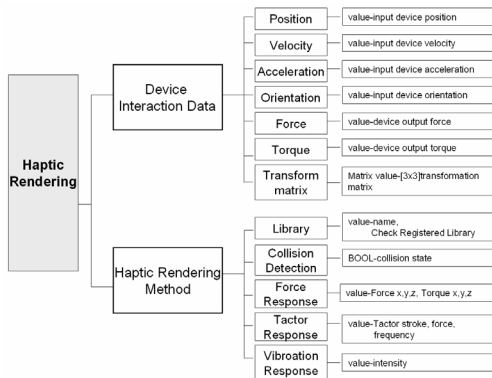 Haptic
Rendering
Device
Interaction Data
Position
value-input device position
Velocity
value-input device velocity
Acceleration
value-input device acceleration
Orientation
value-input device orientation
Force
value-device output force
Torque
value-device output torque
Transform
matrix
Matrix value-[3x3]transformation
matrix
Haptic Rendering
Method
Library
value-name,
Check Registered Library
Collision
Detection
BOOL-collision state
Force
Response
value-Force x,y,z, Torque x,y,z
Tactor
Response
value-Tactor stroke, force,
frequency
Vibroation
Response
value-intensity